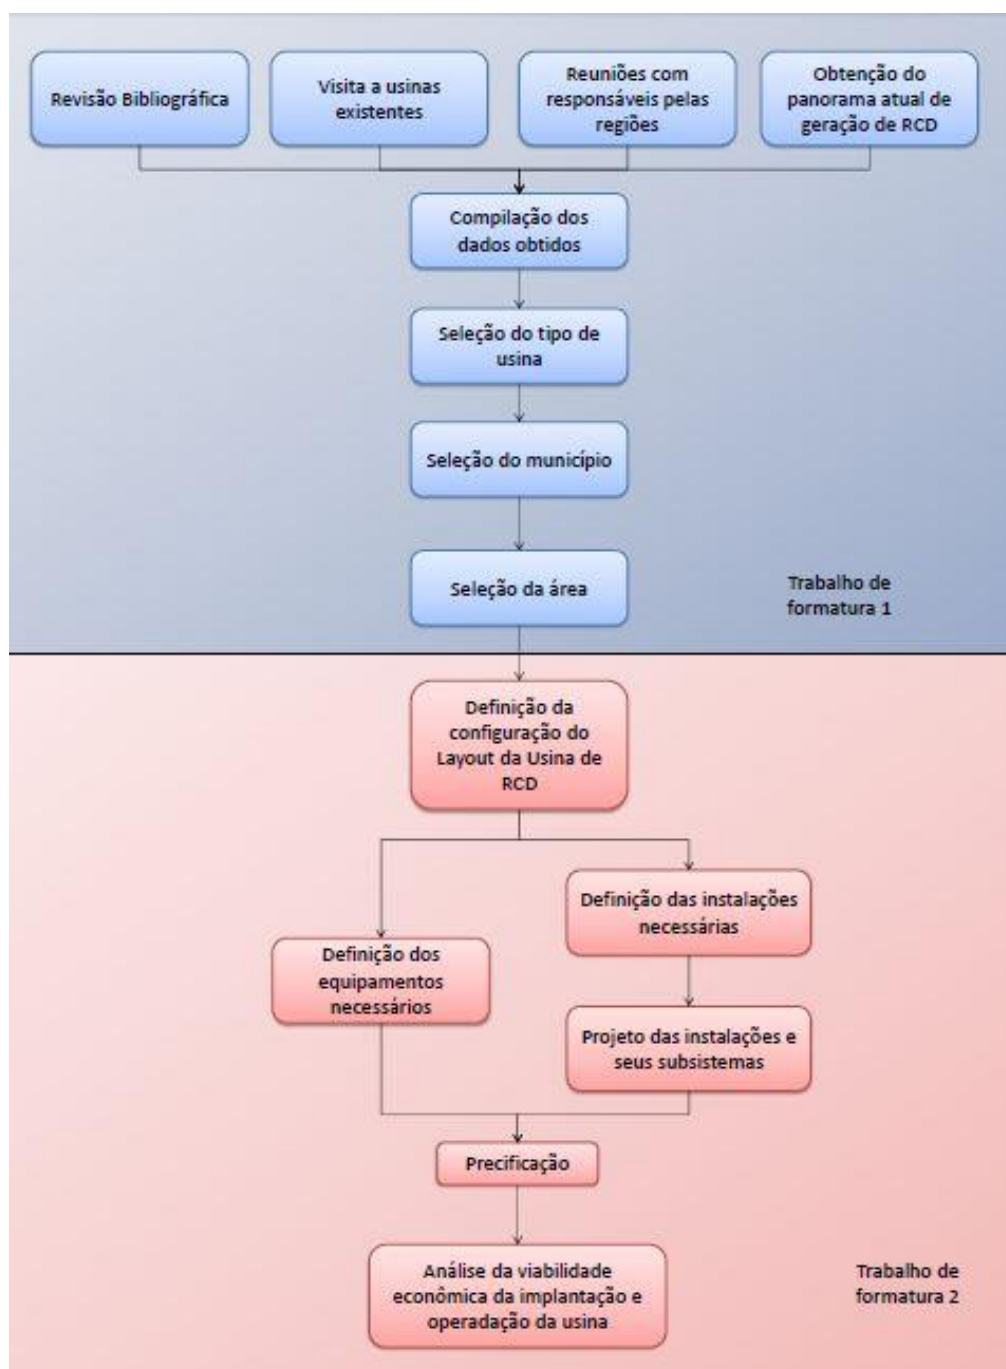 Revisão Bibliográfica
Visita a usinas
existentes
Reuniões com
responsáveis pelas
regiões
Obtenção do
panorama atual de
geração de RCD
Compilação dos
dados obtidos
Seleção do tipo de
usina
Seleção do município
Seleção da área
Trabalho de
formatura 1
Definição da
configuração do
Layout da Usina de
RCD
Definição das instalações
necessárias
Definição dos
equipamentos
necessários
Projeto das instalações e
seus subsistemas
Precificação
Análise da viabilidade
econômica da implantação e
operadação da usina
Trabalho de
formatura 2